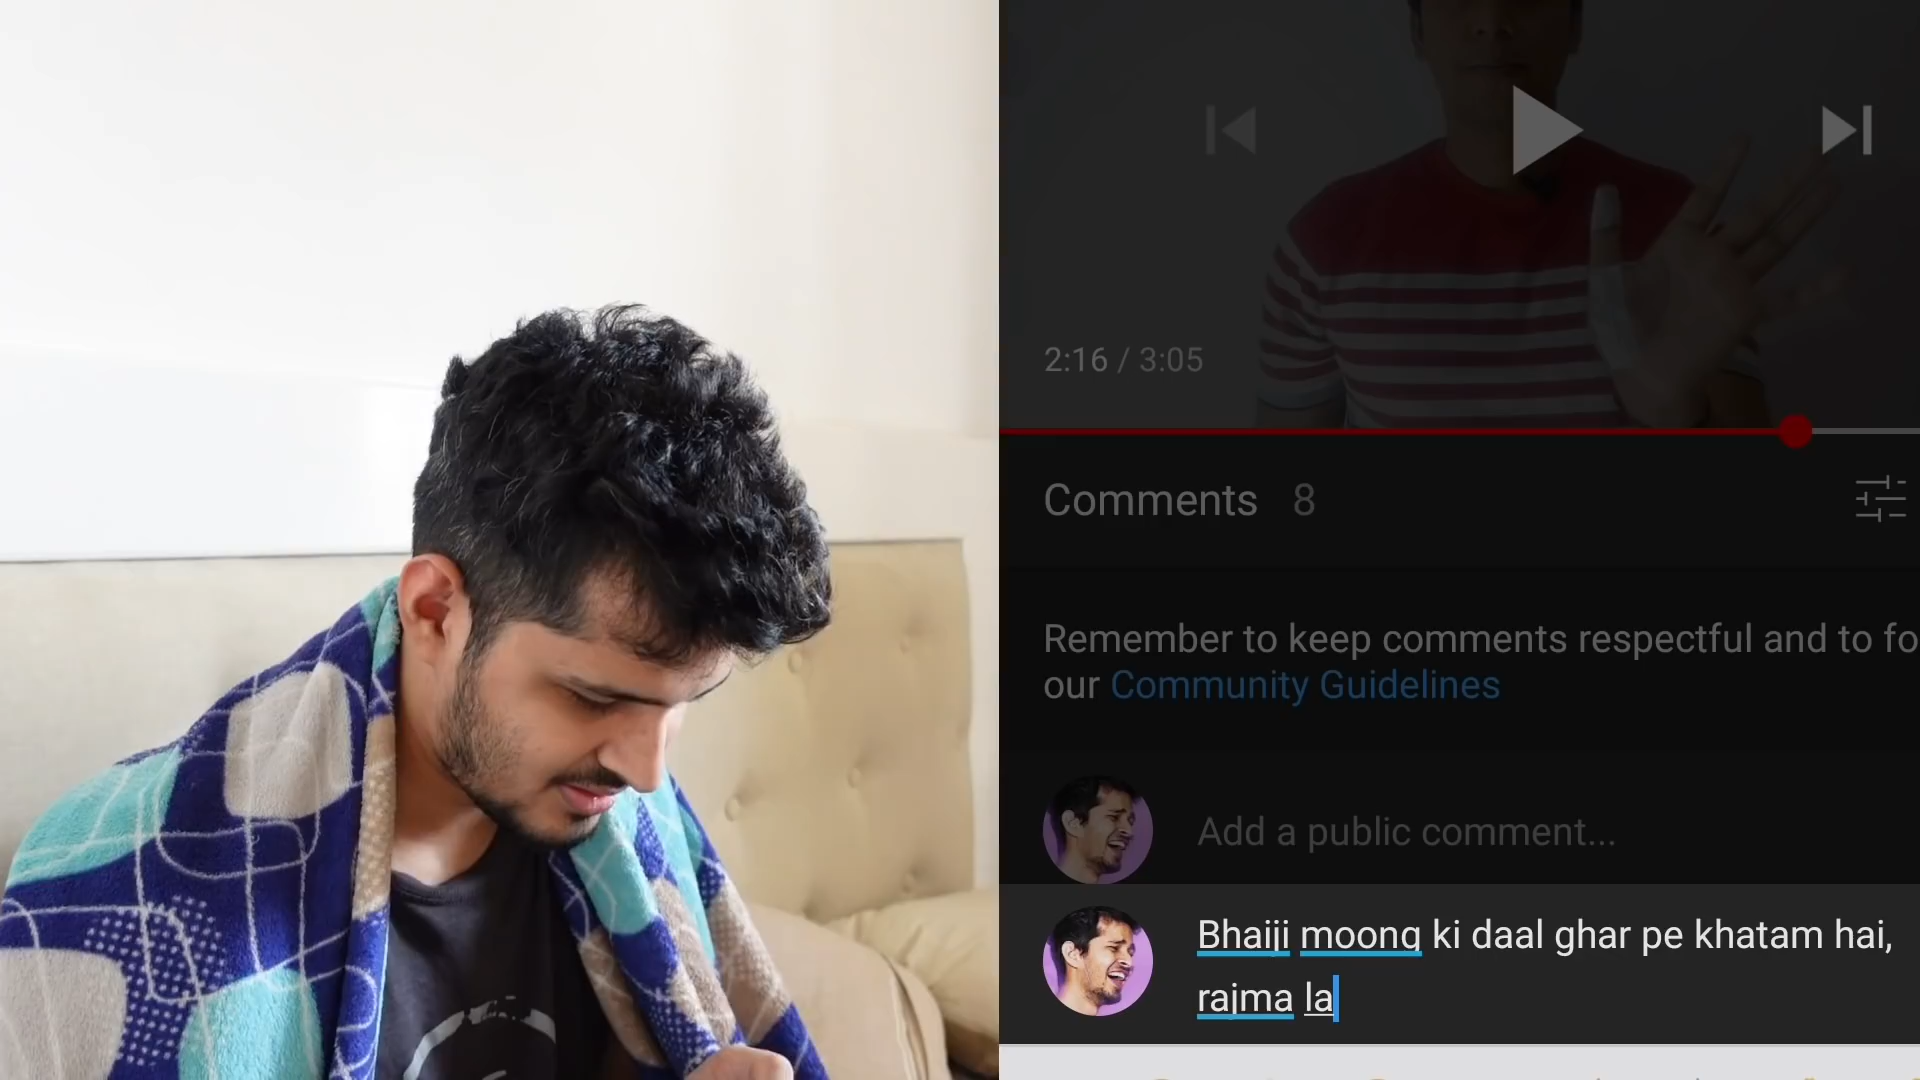 2:16 / 3:05
Comments 8
Remember to keep comments respectful and to fo
our Community Guidelines
Add a public comment...
Bhaiji moong ki daal ghar pe khatam hai,
rajma la